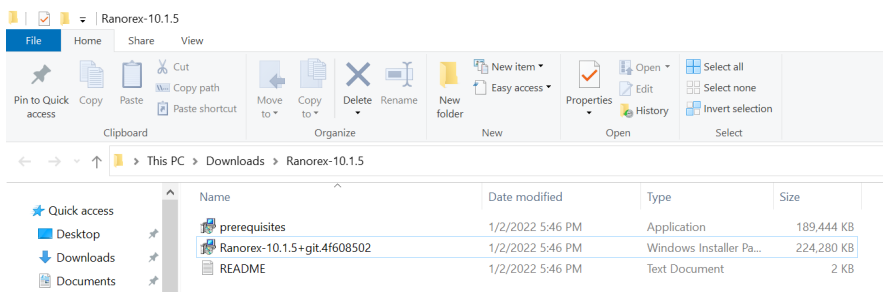 Ranorex-10.1.5
File Home Share View
Pin to Quick access
Copy
Paste
Cut
Copy path
Paste shortcut
Clipboard
Move to
Copy to
Delete
Rename
Organize
New folder
New item
Easy access
New
Properties
Open
Edit
History
Open
Select all
Select none
Invert selection
Select
This PC > Downloads > Ranorex-10.1.5
Quick access
Desktop
Downloads
Documents
Name Date modified Type Size
prerequisites 1/2/2022 5:46 PM Application 189,444 KB
Ranorex-10.1.5+git.4f608502 1/2/2022 5:46 PM Windows Installer Pa... 224,280 KB
README 1/2/2022 5:46 PM Text Document 2 KB